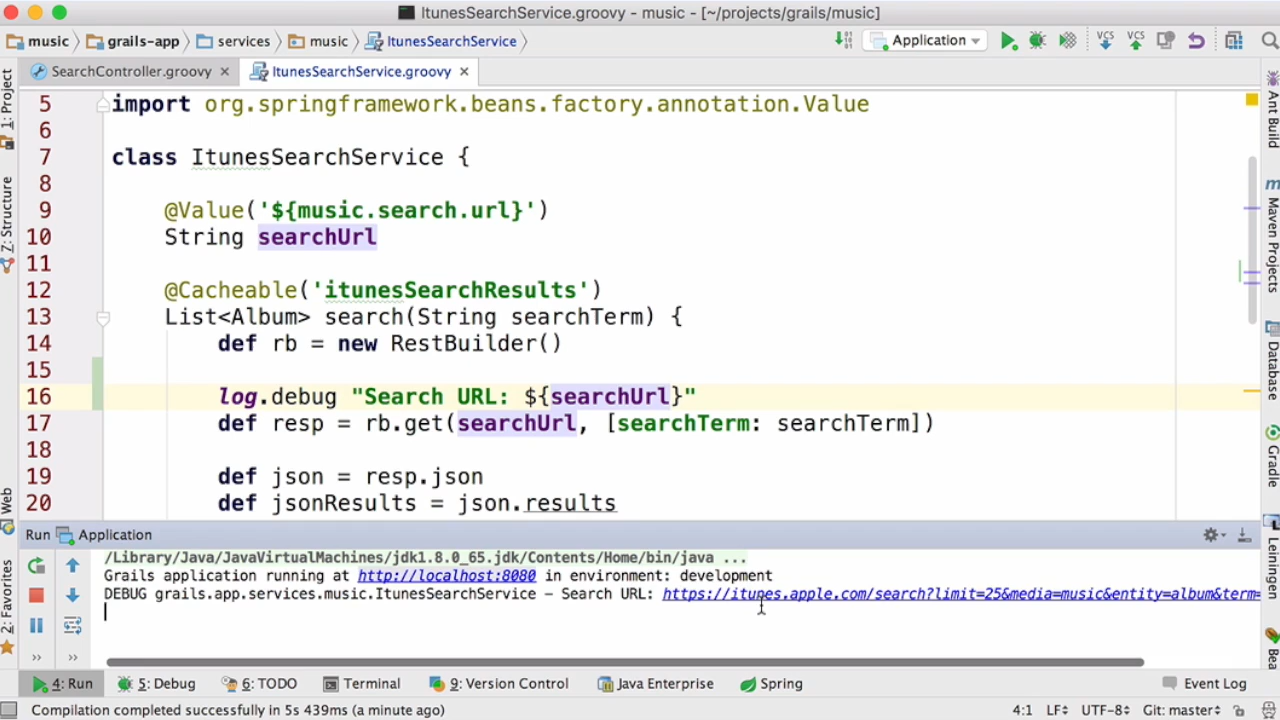 ItunesSearchService.groovy - music - [~/projects/grails/music]
music grails-app services music ItunesSearchService Application VCS VCS
SearchController.groovy × ItunesSearchService.groovy ×
1: Project
Z: Structure
Web
2: Favorites
5 import org.springframework.beans.factory.annotation.Value
6
7 class ItunesSearchService {
8
9 @Value('${music.search.url}')
10 String searchUrl
11
12 @Cacheable('itunesSearchResults')
13 List<Album> search(String searchTerm) {
14 def rb = new RestBuilder()
15
16 log.debug "Search URL: ${searchUrl}"
17 def resp = rb.get(searchUrl, [searchTerm: searchTerm])
18
19 def json = resp.json
20 def jsonResults = json.results
Ant Build
m Maven Projects
Database
Gradle
Leiningen
Bea
Run Application
/Library/Java/JavaVirtualMachines/jdk1.8.0_65.jdk/Contents/Home/bin/java ...
Grails application running at http://localhost:8080 in environment: development
DEBUG grails.app.services.music.ItunesSearchService – Search URL: https://itunes.apple.com/search?limit=25&media=music&entity=album&term=
4: Run 5: Debug 6: TODO Terminal 9: Version Control Java Enterprise Spring Event Log
Compilation completed successfully in 5s 439ms (a minute ago) 4:1 LF UTF-8 Git: master